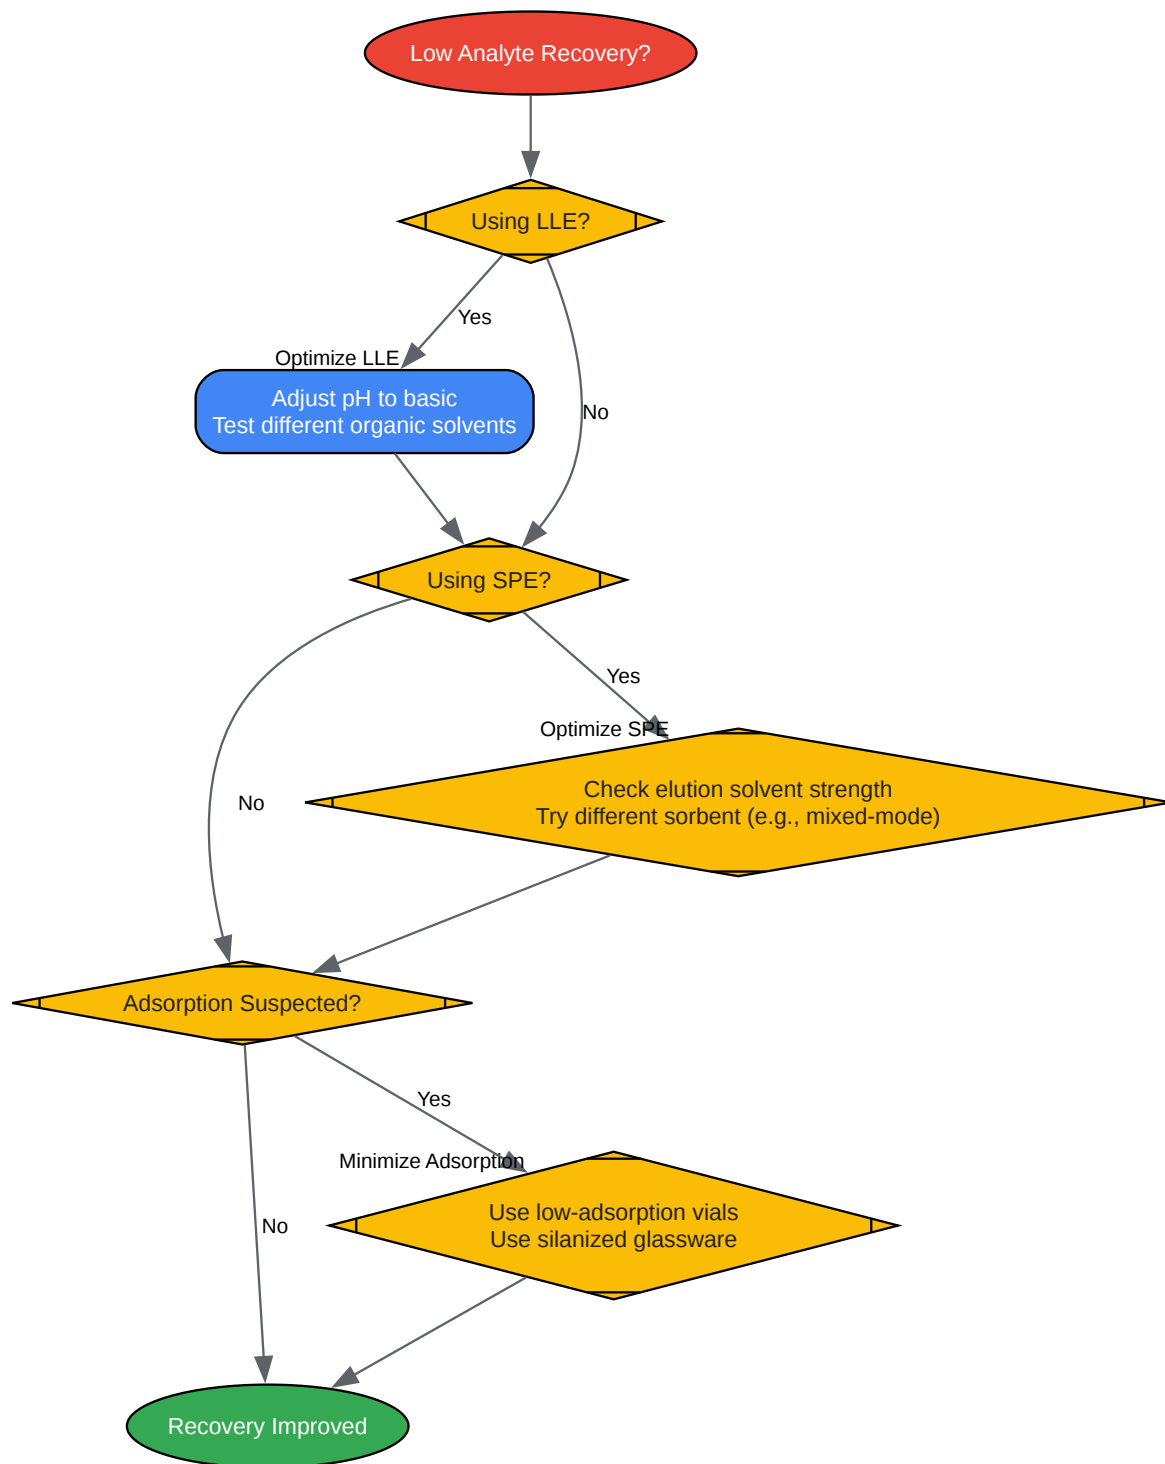 Low Analyte Recovery?
Using LLE?
Yes
Optimize LLE
Adjust pH to basic
Test different organic solvents
No
Using SPE?
Yes
Optimize SPE
Check elution solvent strength
Try different sorbent (e.g., mixed-mode)
No
Adsorption Suspected?
Yes
Minimize Adsorption
Use low-adsorption vials
Use silanized glassware
No
Recovery Improved